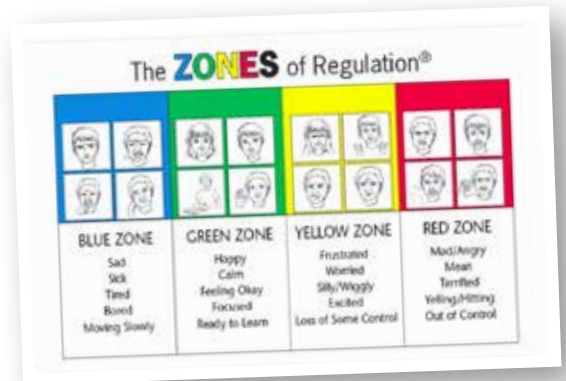 The ZONES of Regulation®
BLUE ZONE
Sad
Sick
Tired
Bored
Moving Slowly
GREEN ZONE
Happy
Calm
Feeling Okay
Focused
Ready to Learn
YELLOW ZONE
Frustrated
Worried
Silly/Wiggly
Excited
Loss of Some Control
RED ZONE
Mad/Angry
Mean
Terrified
Yelling/Hitting
Out of Control